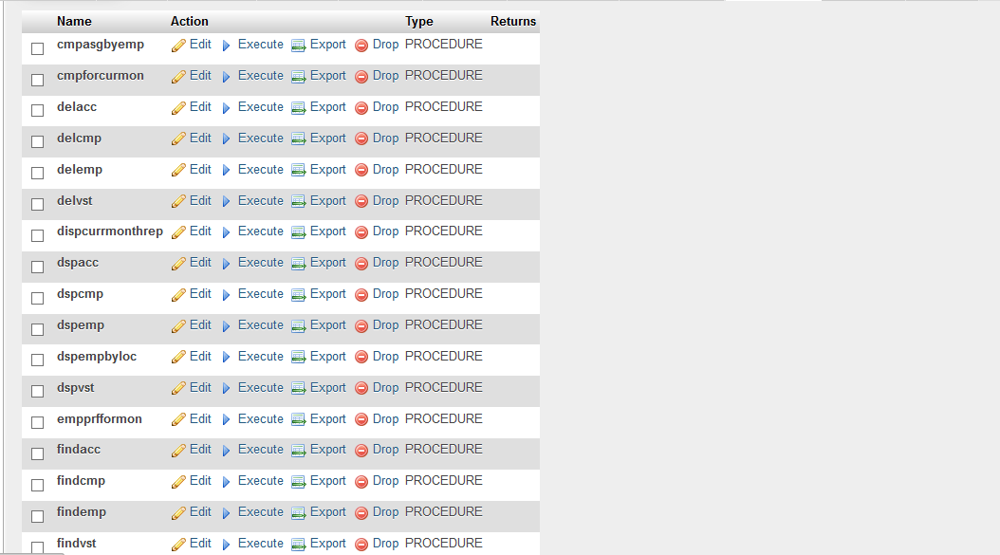 Name Action Type Returns
cmpasgbyemp Edit Execute Export Drop PROCEDURE
cmpforcurmon Edit Execute Export Drop PROCEDURE
delacc Edit Execute Export Drop PROCEDURE
delcmp Edit Execute Export Drop PROCEDURE
delemp Edit Execute Export Drop PROCEDURE
delvst Edit Execute Export Drop PROCEDURE
dispcurrmonthrep Edit Execute Export Drop PROCEDURE
dspacc Edit Execute Export Drop PROCEDURE
dspcmp Edit Execute Export Drop PROCEDURE
dspemp Edit Execute Export Drop PROCEDURE
dspempbyloc Edit Execute Export Drop PROCEDURE
dspvst Edit Execute Export Drop PROCEDURE
empprfformon Edit Execute Export Drop PROCEDURE
findacc Edit Execute Export Drop PROCEDURE
findcmp Edit Execute Export Drop PROCEDURE
findemp Edit Execute Export Drop PROCEDURE
findvst Edit Execute Export Drop PROCEDURE